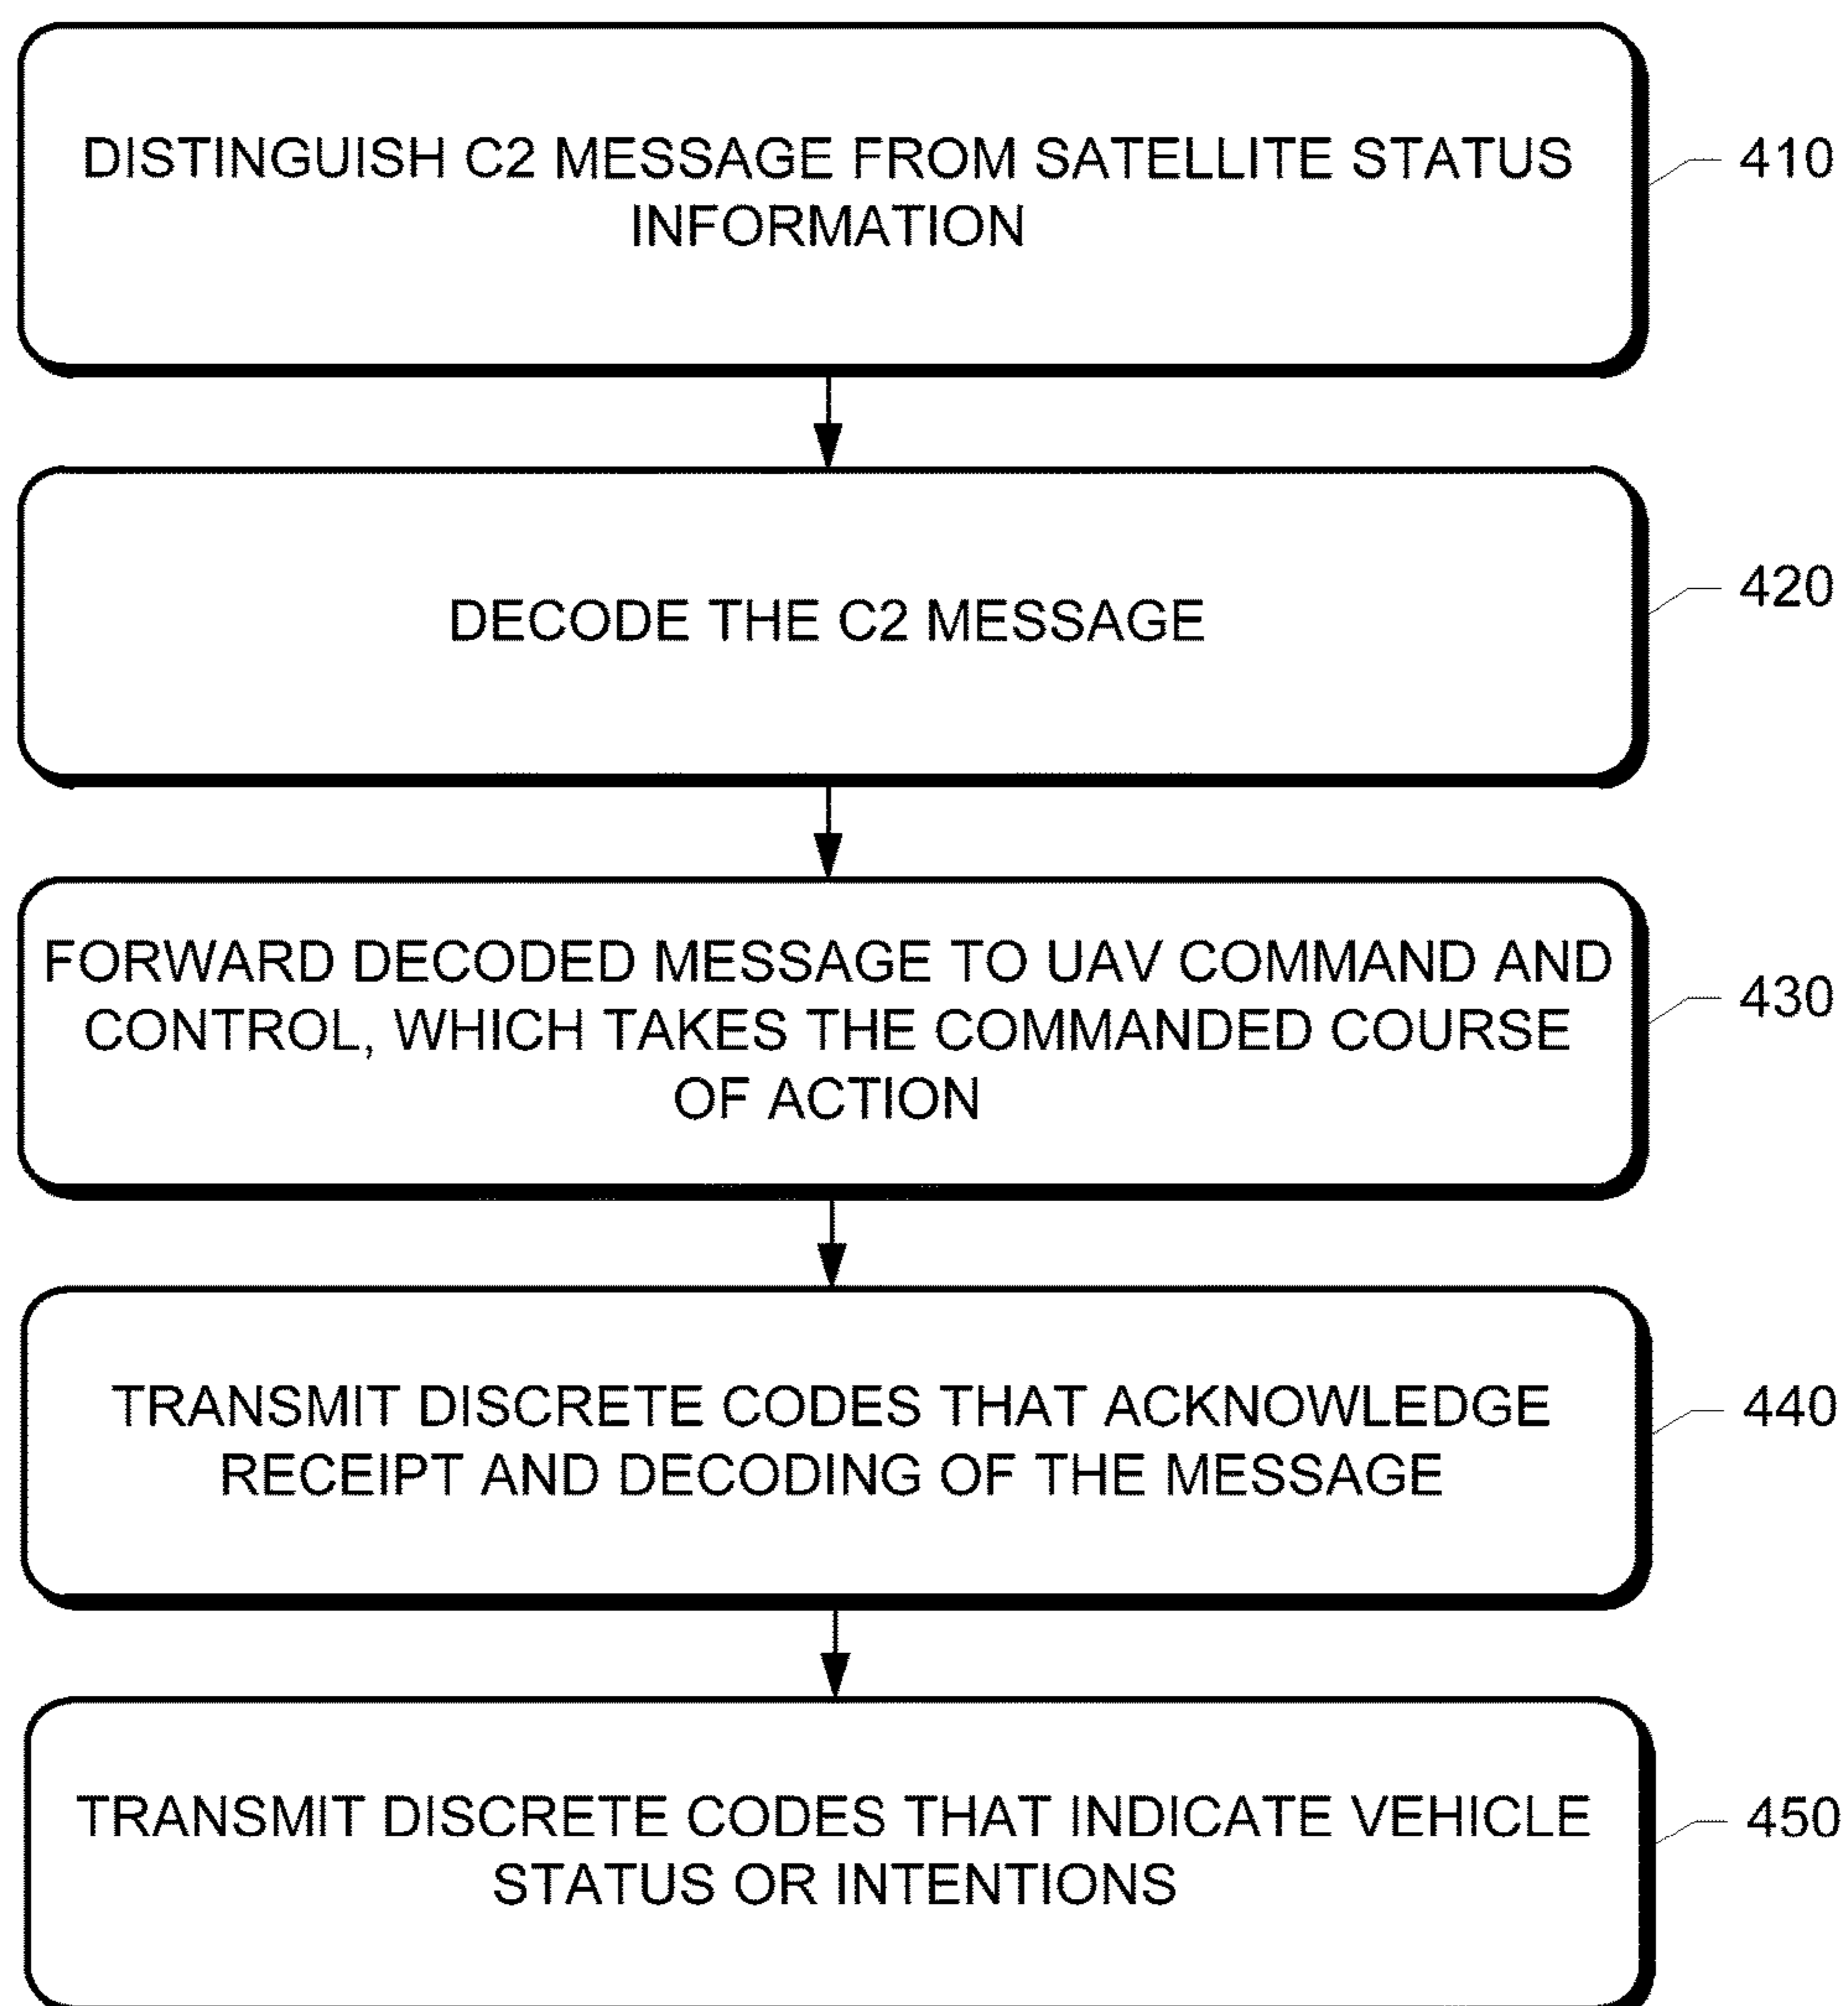 DISTINGUISH C2 MESSAGE FROM SATELLITE STATUS
INFORMATION
410
DECODE THE C2 MESSAGE
420
FORWARD DECODED MESSAGE TO UAV COMMAND AND
CONTROL, WHICH TAKES THE COMMANDED COURSE
OF ACTION
430
TRANSMIT DISCRETE CODES THAT ACKNOWLEDGE
RECEIPT AND DECODING OF THE MESSAGE
440
TRANSMIT DISCRETE CODES THAT INDICATE VEHICLE
STATUS OR INTENTIONS
450